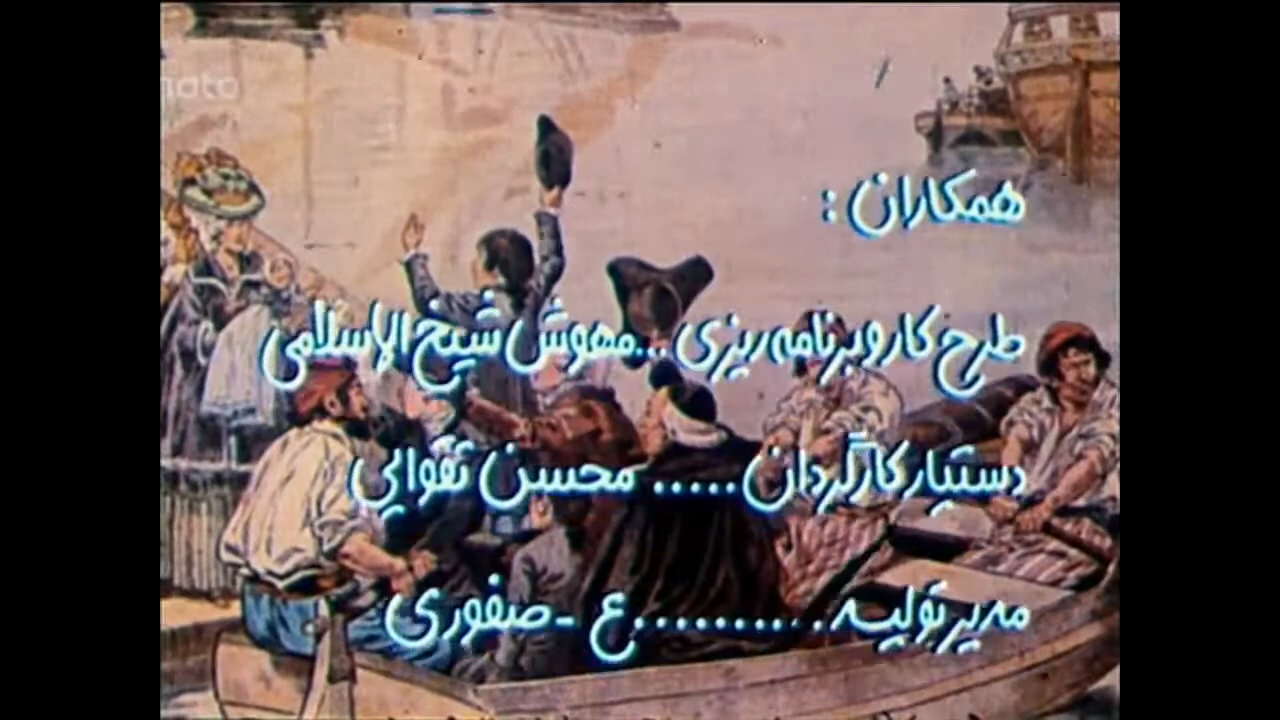 همکاران :
طرح کار و برنامه ریزی ... مهوش شیخ الاسلامی
دستیار کارگردان ..... محسن تقوایی
مدیر تولید .......... ع - صفوری